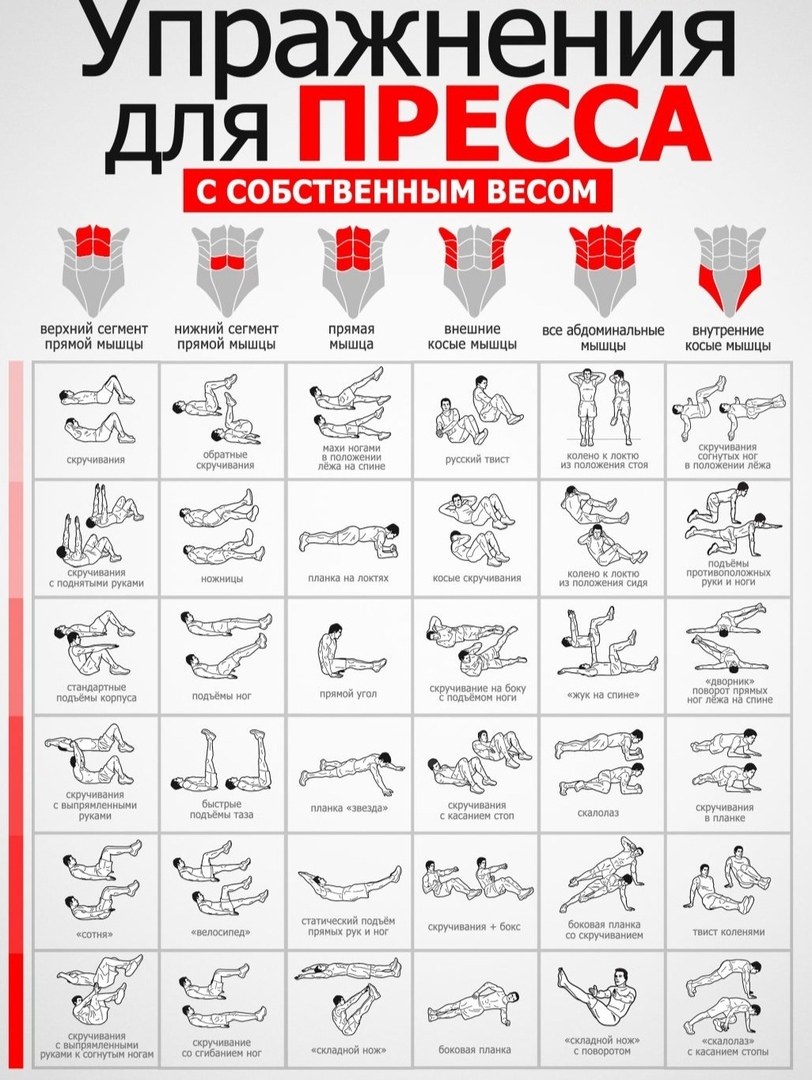 Упражнения
для ПРЕССА
С СОБСТВЕННЫМ ВЕСОМ
верхний сегмент
прямой мышцы
нижний сегмент
прямой мышцы
прямая
мышца
внешние
косые мышцы
все абдоминальные
мышцы
внутренние
косые мышцы
скручивания
обратные
скручивания
махи ногами
в положении
лёжа на спине
русский твист
колено к локтю
из положения стоя
скручивания
согнутых ног
в положении лёжа
скручивания
с поднятыми руками
ножницы
планка на локтях
косые скручивания
колено к локтю
из положения сидя
подъёмы
противоположных
руки и ноги
стандартные
подъёмы корпуса
подъёмы ног
прямой угол
скручивание на боку
с подъёмом ноги
«жук на спине»
«дворник»
поворот прямых
ног лёжа на спине
скручивания
с выпрямленными
руками
быстрые
подъёмы таза
планка «звезда»
скручивания
с касанием стоп
скалолаз
скручивания
в планке
«сотня»
«велосипед»
статический подъём
прямых рук и ног
скручивания + бокс
боковая планка
со скручиванием
твист коленями
скручивания
с выпрямленными
руками к согнутым ногам
скручивание
со сгибанием ног
«складной нож»
боковая планка
«складной нож»
с поворотом
«скалолаз»
с касанием стопы